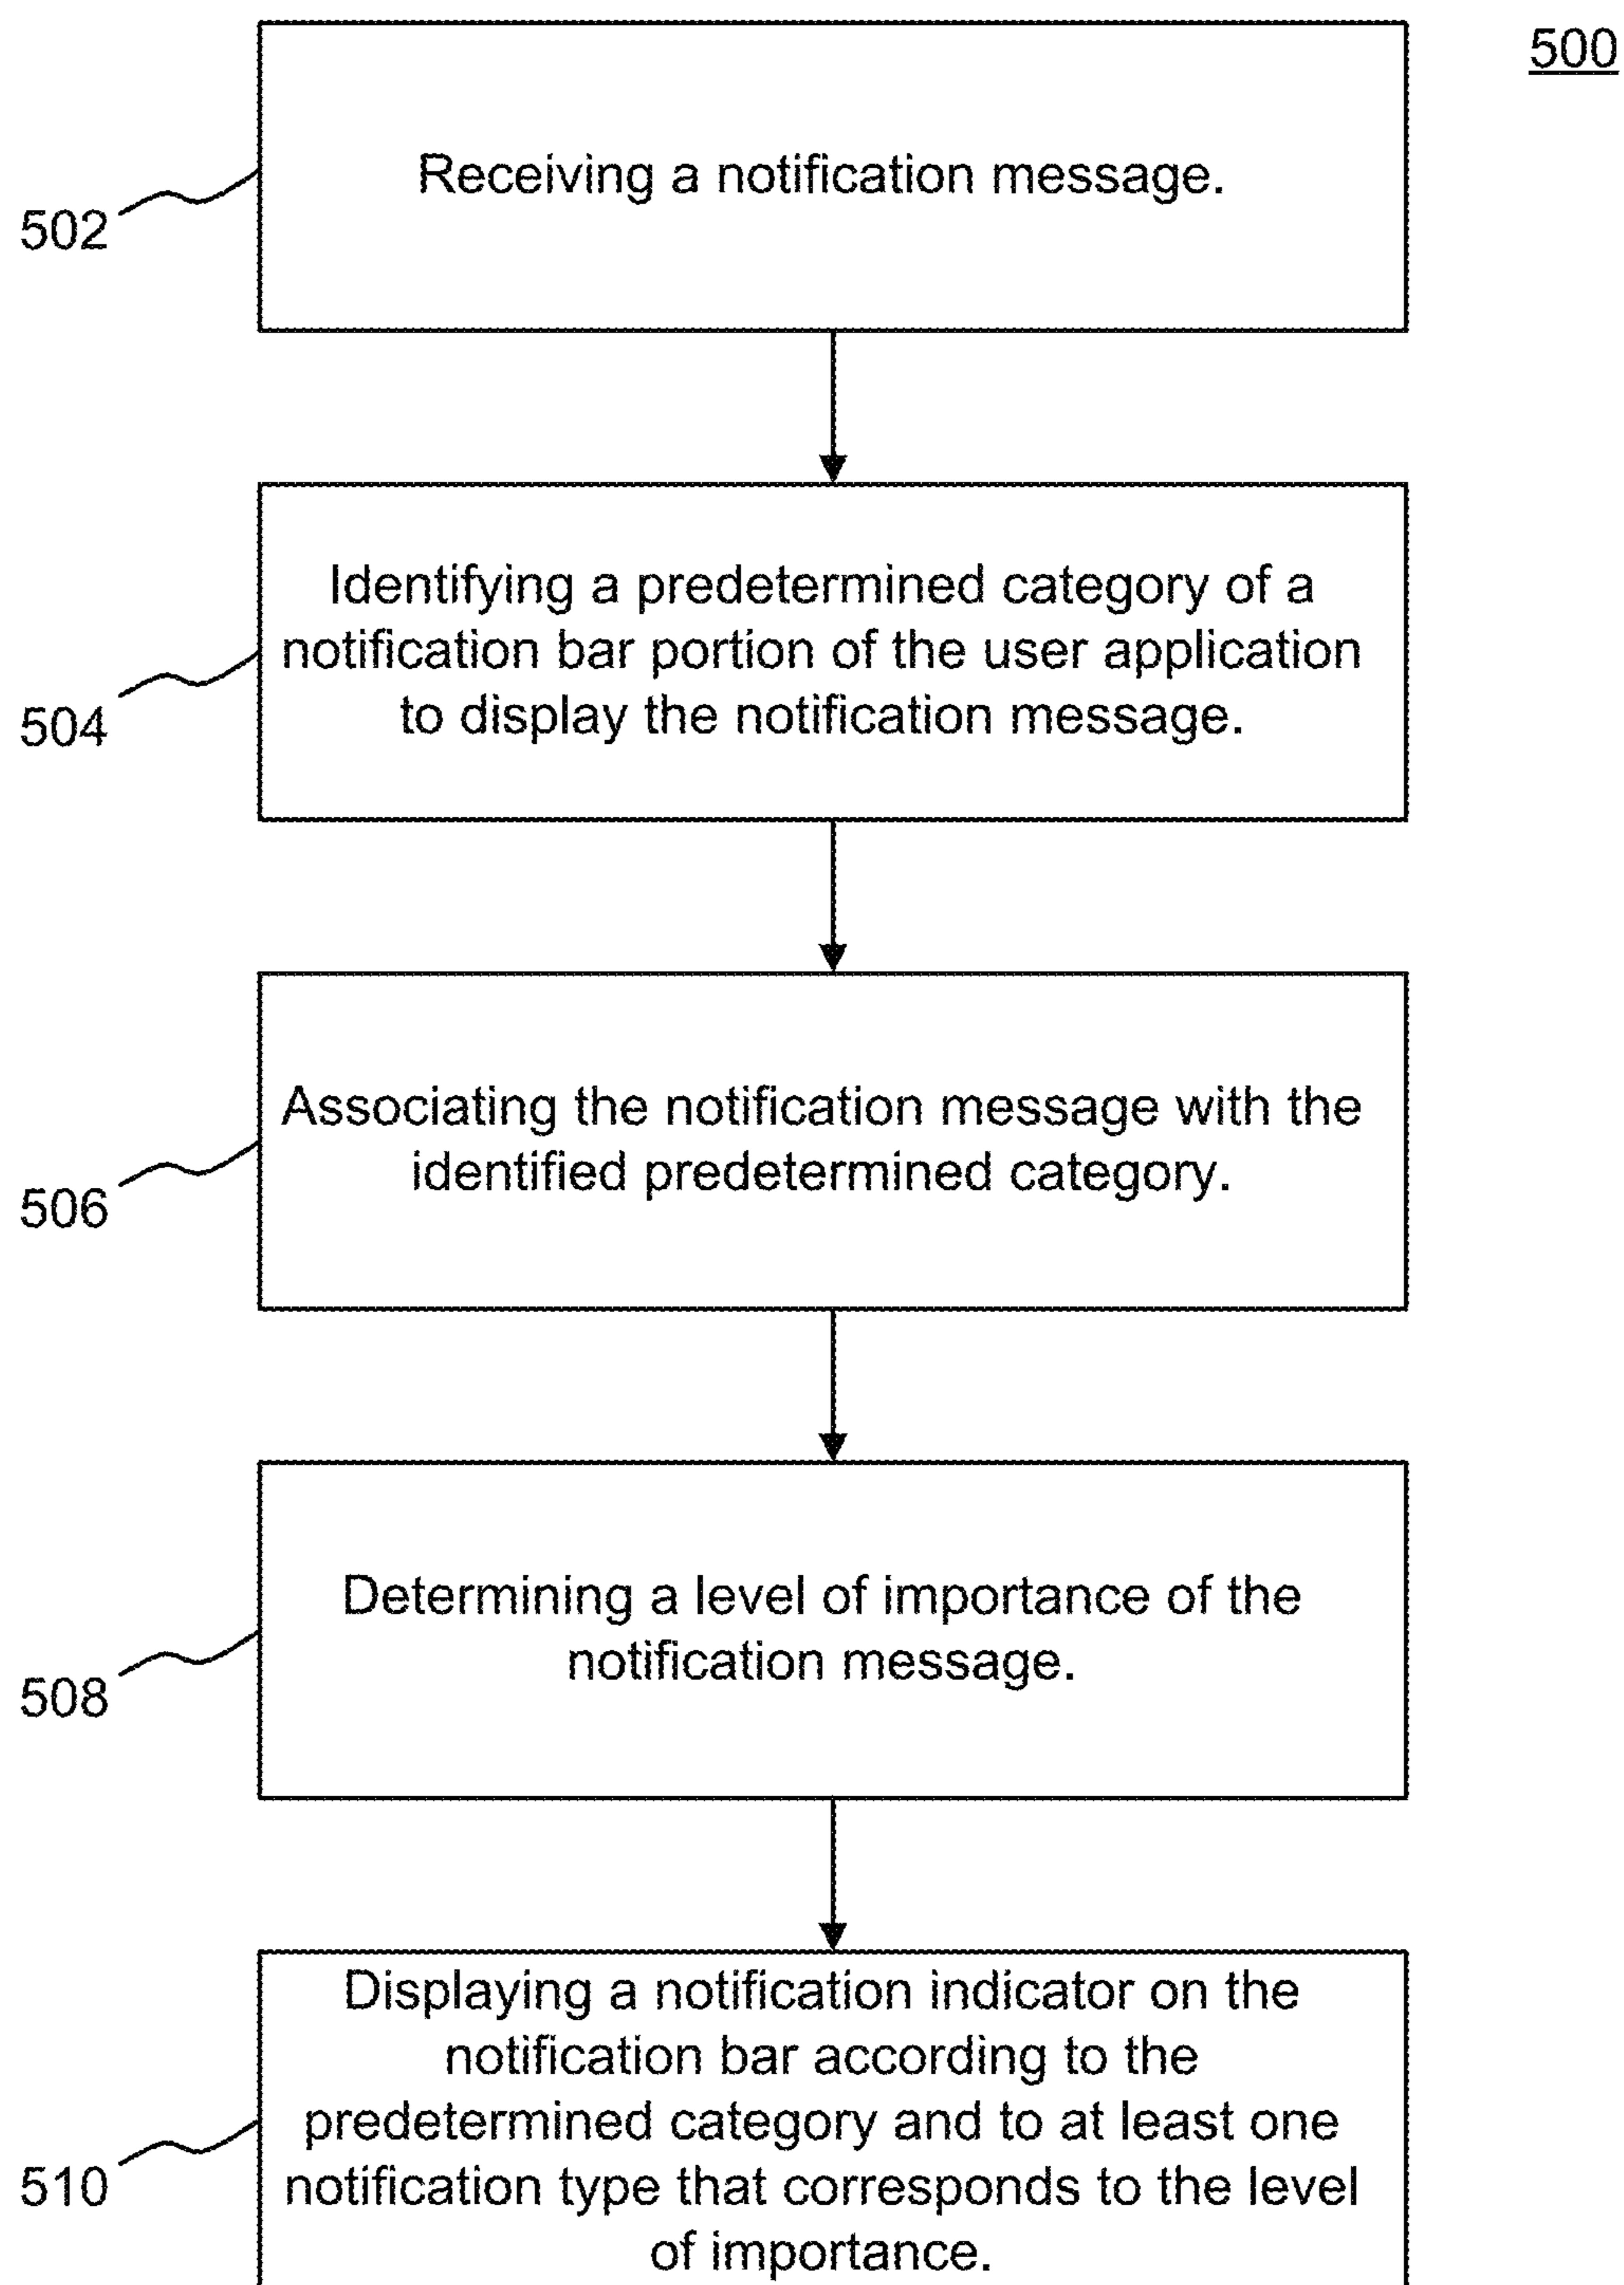 500
Receiving a notification message.
502
Identifying a predetermined category of a
notification bar portion of the user application
to display the notification message.
504
Associating the notification message with the
identified predetermined category.
506
Determining a level of importance of the
notification message.
508
Displaying a notification indicator on the
notification bar according to the
predetermined category and to at least one
notification type that corresponds to the level
of importance.
510